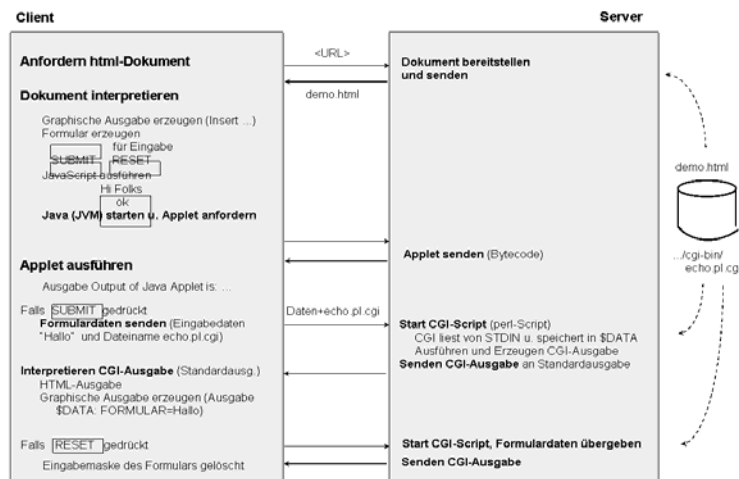 Client
Server
Anfordern html-Dokument
<URL>
Dokument bereitstellen
und senden
demo.html
Dokument interpretieren
Graphische Ausgabe erzeugen (Insert ...)
Formular erzeugen
für Eingabe
SUBMIT RESET
JavaScript ausführen
Hi Folks
ok
Java (JVM) starten u. Applet anfordern
demo.html
Applet senden (Bytecode)
.../cgi-bin/
echo.pl.cgi
Applet ausführen
Ausgabe Output of Java Applet is: ...
Falls SUBMIT gedrückt
Daten+echo.pl.cgi
Formulardaten senden (Eingabedaten
"Hallo" und Dateiname echo.pl.cgi)
Start CGI-Script (perl-Script)
CGI liest von STDIN u. speichert in $DATA
Ausführen und Erzeugen CGI-Ausgabe
Senden CGI-Ausgabe an Standardausgabe
Interpretieren CGI-Ausgabe (Standardausg.)
HTML-Ausgabe
Graphische Ausgabe erzeugen (Ausgabe
$DATA: FORMULAR=Hallo)
Falls RESET gedrückt
Start CGI-Script, Formulardaten übergeben
Eingabemaske des Formulars gelöscht
Senden CGI-Ausgabe